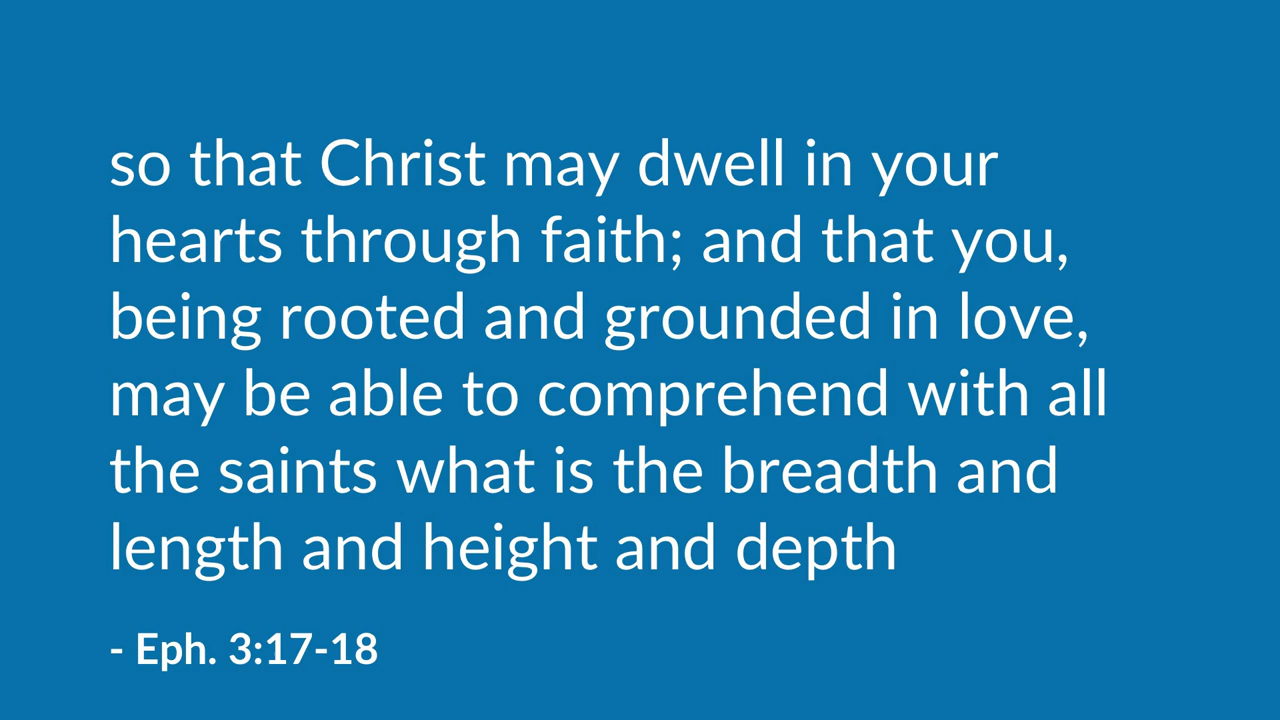 so that Christ may dwell in your
hearts through faith; and that you,
being rooted and grounded in love,
may be able to comprehend with all
the saints what is the breadth and
length and height and depth
- Eph. 3:17-18